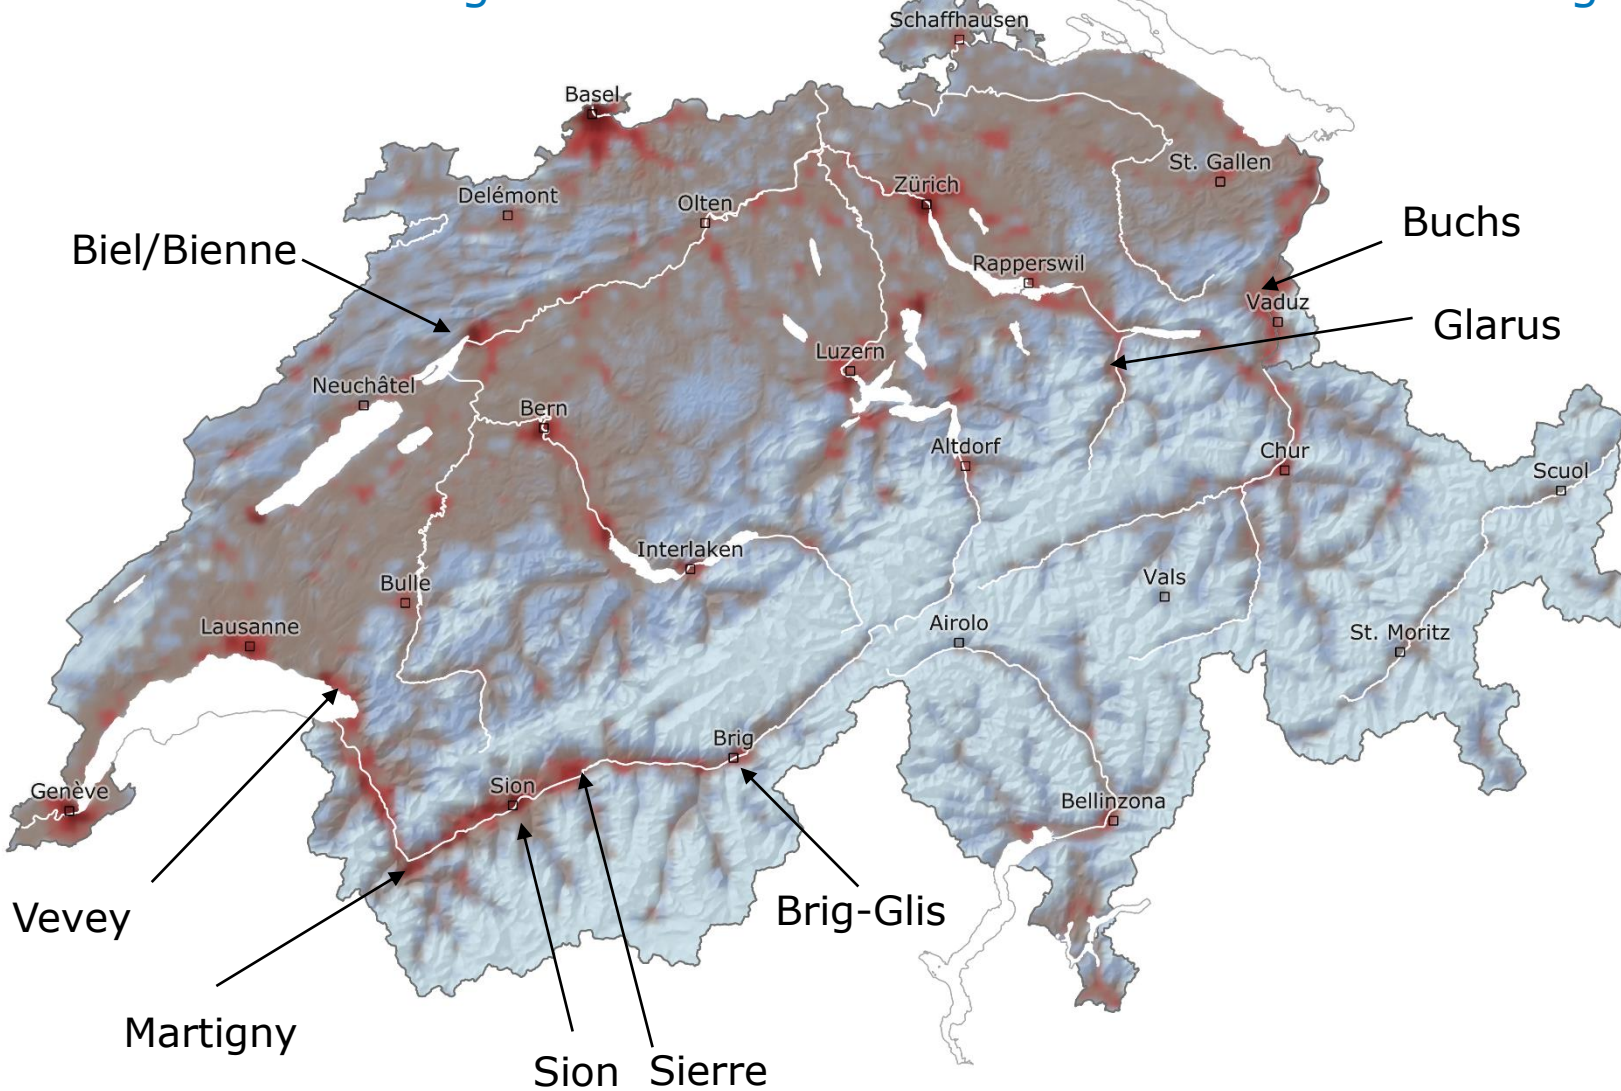 g
g
Schaffhausen
Basel
St. Gallen
Zürich
Delémont
Olten
Buchs
Biel/Bienne
Rapperswil
Vaduz
Glarus
Luzern
Neuchâtel
Bern
Altdorf
Chur
Scuol
Interlaken
Bulle
Vals
Lausanne
Airolo
St. Moritz
Brig
Sion
Genève
Bellinzona
Vevey
Brig-Glis
Martigny
Sion
Sierre